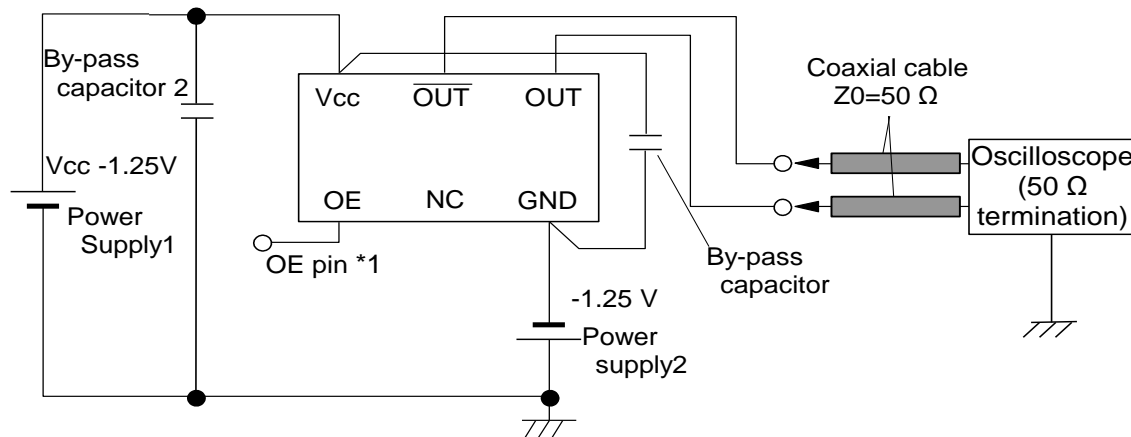 By-pass
capacitor 2
Vcc
OUT
OUT
Coaxial cable
Z0=50 Ω
Vcc -1.25V
Power
Supply1
OE
NC
GND
Oscilloscope
(50 Ω
termination)
OE pin *1
By-pass
capacitor
-1.25 V
Power
supply2